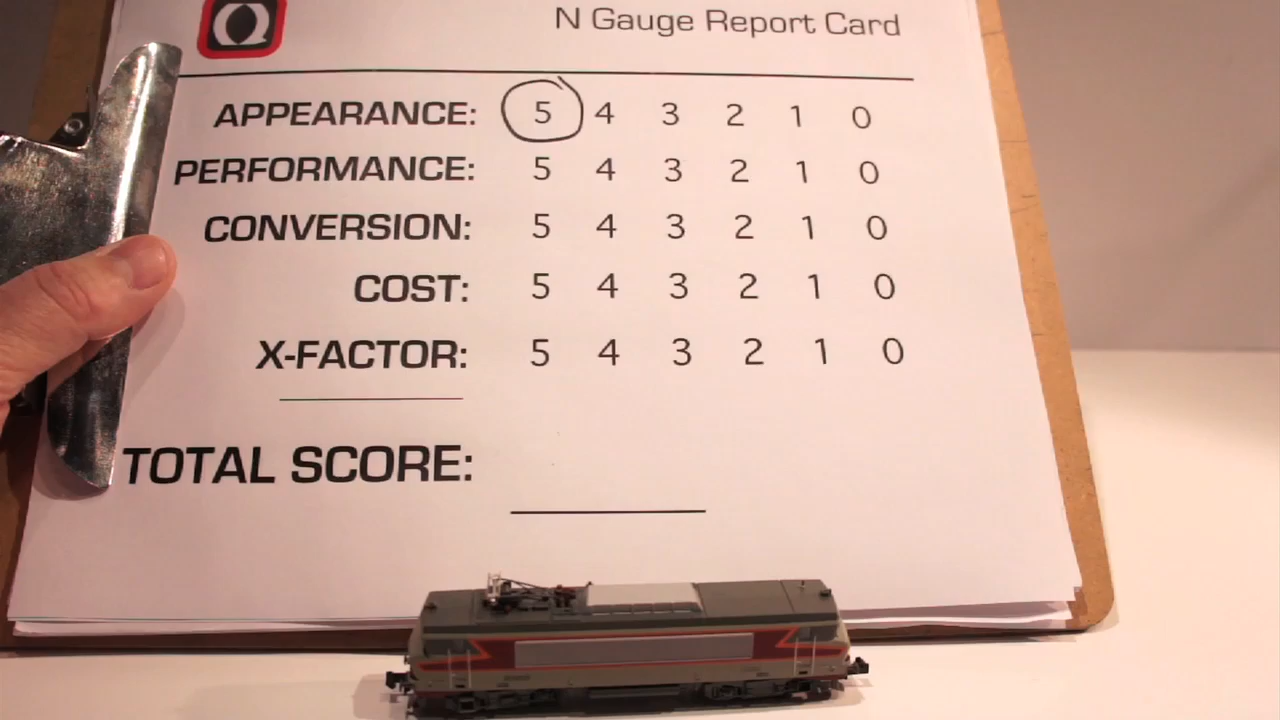 N Gauge Report Card
APPEARANCE: 5 4 3 2 1 0
PERFORMANCE: 5 4 3 2 1 0
CONVERSION: 5 4 3 2 1 0
COST: 5 4 3 2 1 0
X-FACTOR: 5 4 3 2 1 0
TOTAL SCORE: